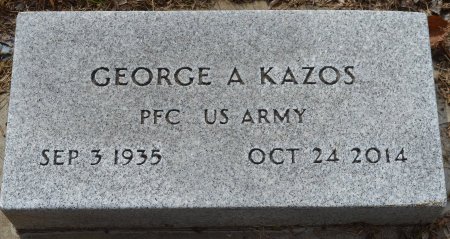 GEORGE A KAZOS
PFC US ARMY
SEP 3 1935 OCT 24 2014